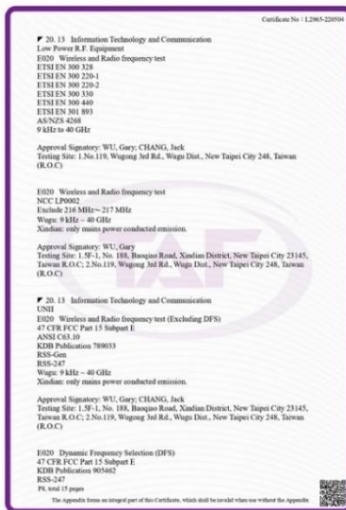 Certificate No : L2965-220504
20. 13 Information Technology and Communication
Low Power R.F. Equipment
E020 Wireless and Radio frequency test
ETSI EN 300 328
ETSI EN 300 220-1
ETSI EN 300 220-2
ETSI EN 300 330
ETSI EN 300 440
ETSI EN 301 893
AS/NZS 4268
9 kHz to 40 GHz
Approval Signatory: WU, Gary; CHANG, Jack
Testing Site: 1.No.119, Wugong 3rd Rd., Wugu Dist., New Taipei City 248, Taiwan
(R.O.C)
E020 Wireless and Radio frequency test
NCC LP0002
Exclude 216 MHz~ 217 MHz
Wugu: 9 kHz ~ 40 GHz
Xindian: only mains power conducted emission.
Approval Signatory: WU, Gary
Testing Site: 1.5F-1, No. 188, Baoqiao Road, Xindian District, New Taipei City 23145,
Taiwan R.O.C; 2.No.119, Wugong 3rd Rd., Wugu Dist., New Taipei City 248, Taiwan
(R.O.C)
20. 13 Information Technology and Communication
UNII
E020 Wireless and Radio frequency test (Excluding DFS)
47 CFR FCC Part 15 Subpart E
ANSI C63.10
KDB Publication 789033
RSS-Gen
RSS-247
Wugu: 9 kHz ~ 40 GHz
Xindian: only mains power conducted emission.
Approval Signatory: WU, Gary; CHANG, Jack
Testing Site: 1.5F-1, No. 188, Baoqiao Road, Xindian District, New Taipei City 23145,
Taiwan R.O.C; 2.No.119, Wugong 3rd Rd., Wugu Dist., New Taipei City 248, Taiwan
(R.O.C)
E020 Dynamic Frequency Selection (DFS)
47 CFR FCC Part 15 Subpart E
KDB Publication 905462
RSS-247
total 15 pages
The Appendix forms an integral part of this Certificate, which shall be invalid when use without the Appendix
TAF